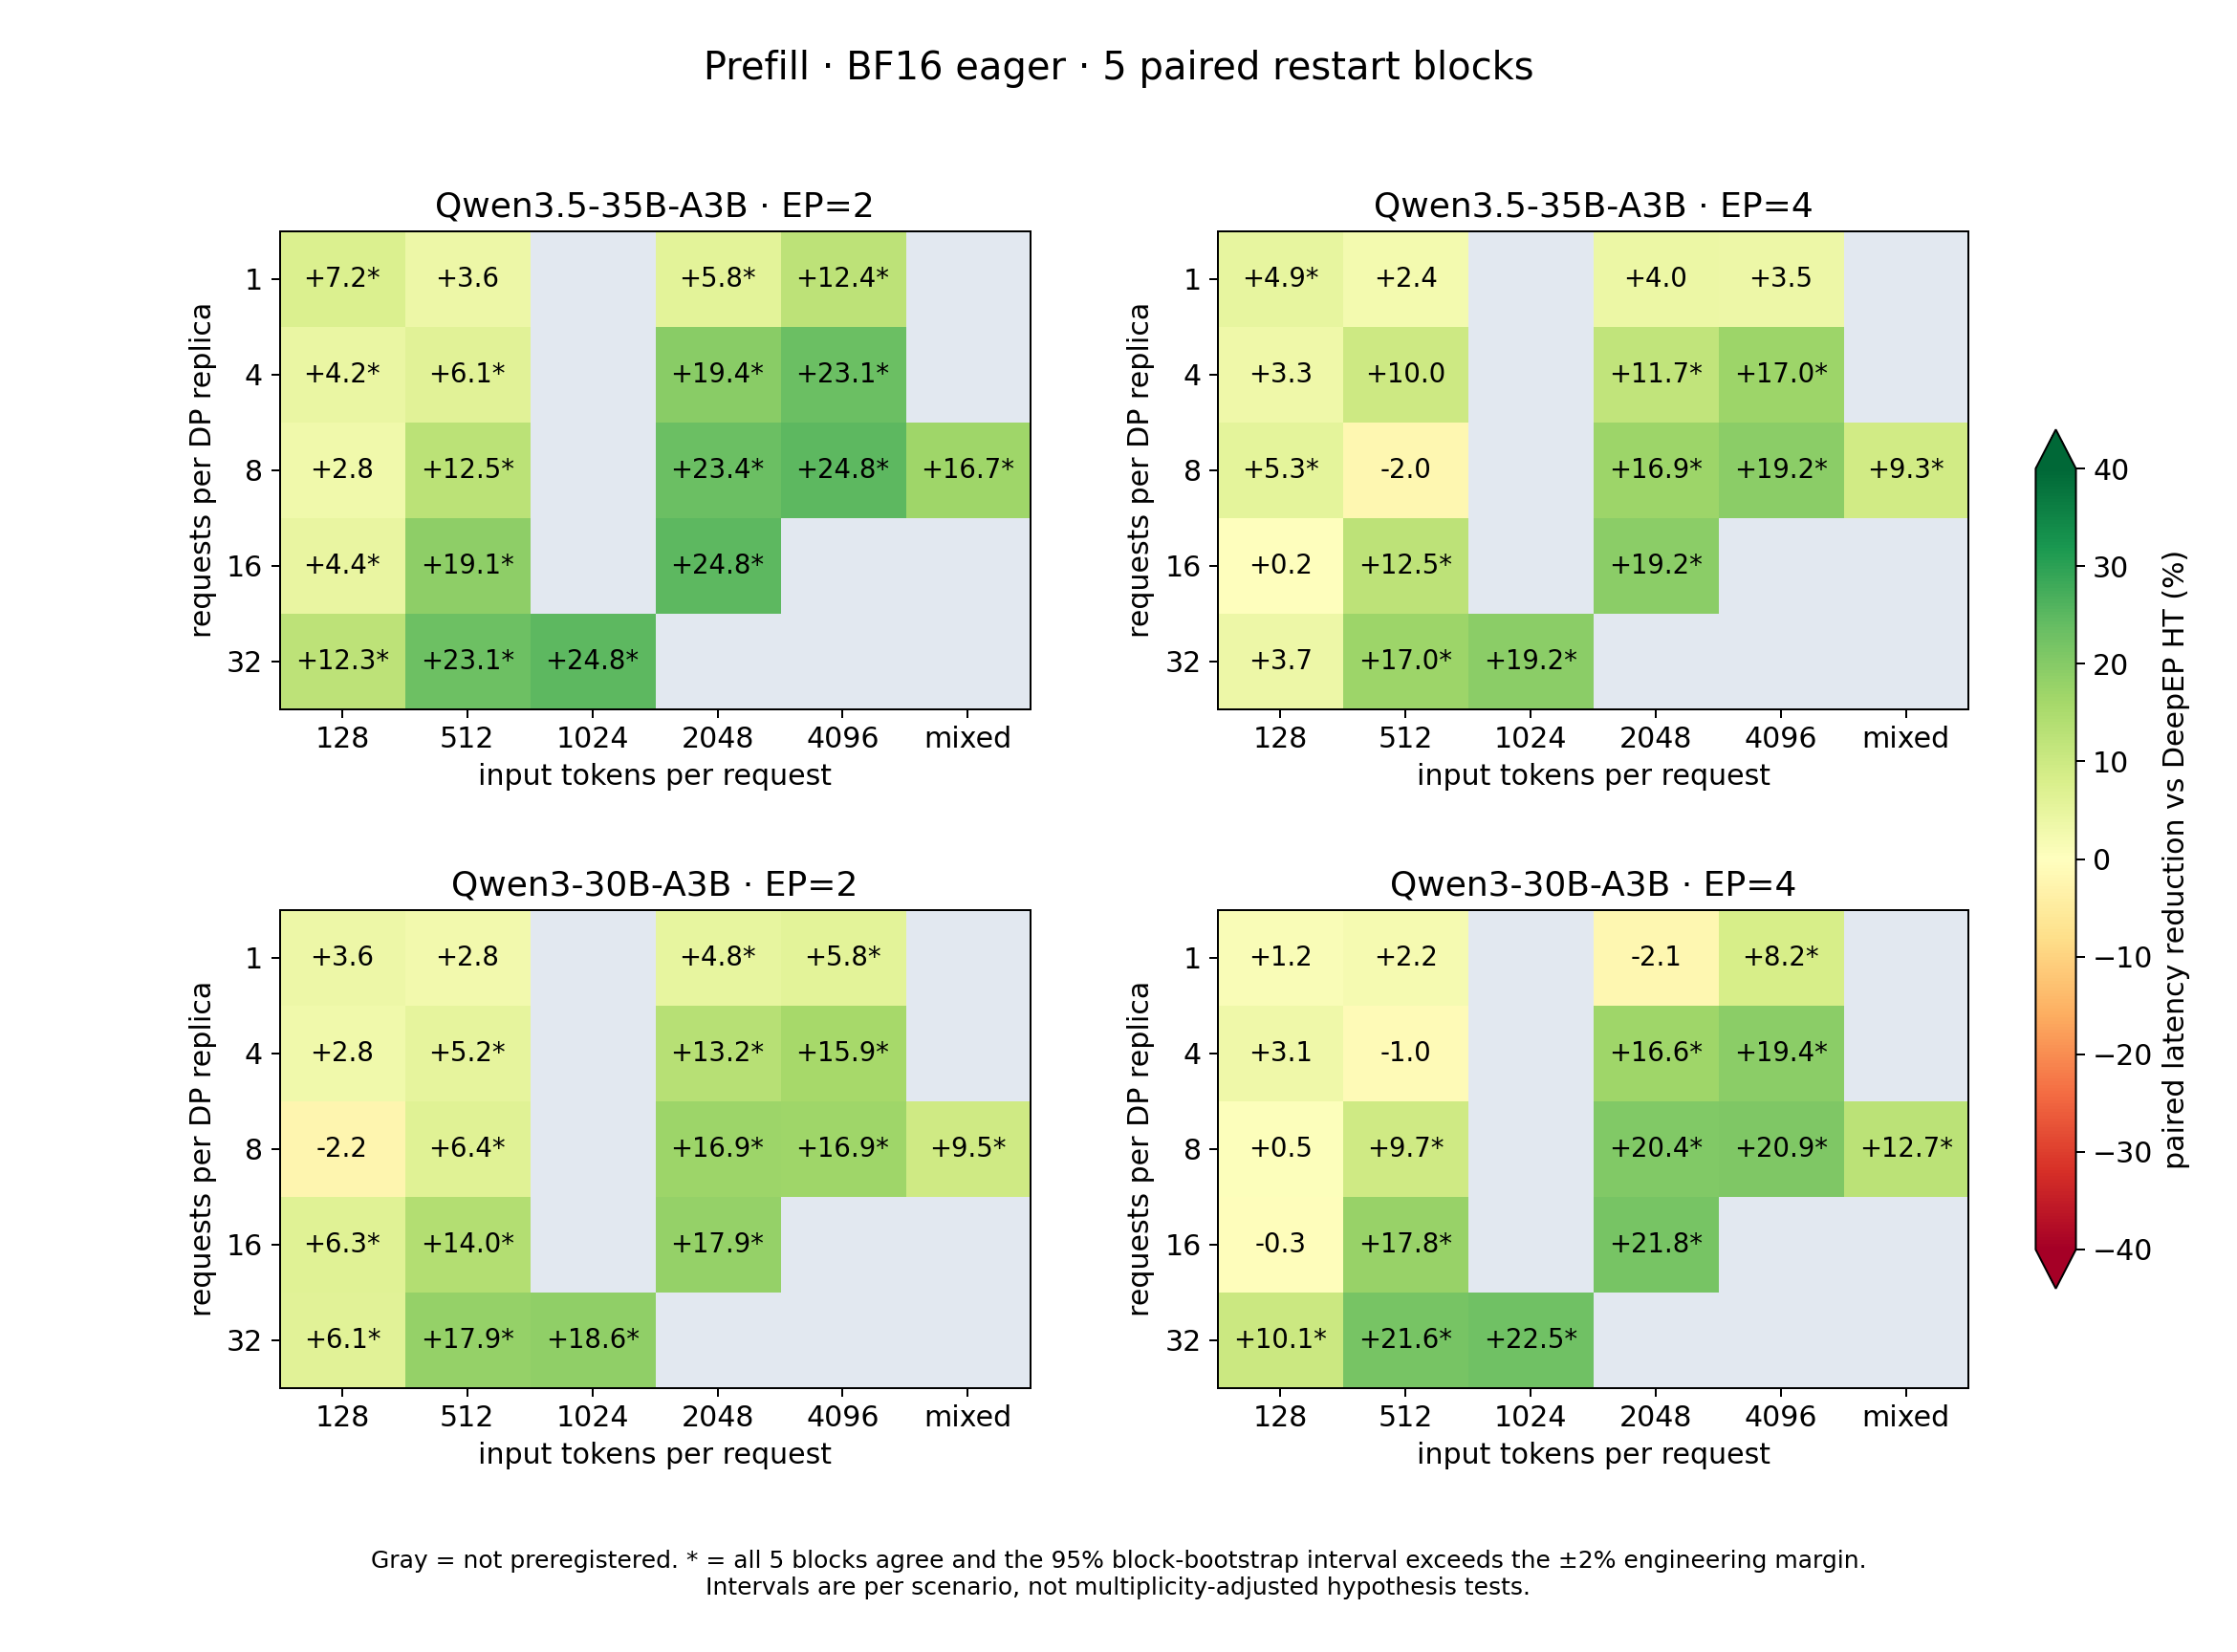 Prefill · BF16 eager · 5 paired restart blocks
Qwen3.5-35B-A3B · EP=2
requests per DP replica
1 +7.2* +3.6 +5.8* +12.4*
4 +4.2* +6.1* +19.4* +23.1*
8 +2.8 +12.5* +23.4* +24.8* +16.7*
16 +4.4* +19.1* +24.8*
32 +12.3* +23.1* +24.8*
128 512 1024 2048 4096 mixed
input tokens per request
Qwen3.5-35B-A3B · EP=4
requests per DP replica
1 +4.9* +2.4 +4.0 +3.5
4 +3.3 +10.0 +11.7* +17.0*
8 +5.3* -2.0 +16.9* +19.2* +9.3*
16 +0.2 +12.5* +19.2*
32 +3.7 +17.0* +19.2*
128 512 1024 2048 4096 mixed
input tokens per request
Qwen3-30B-A3B · EP=2
requests per DP replica
1 +3.6 +2.8 +4.8* +5.8*
4 +2.8 +5.2* +13.2* +15.9*
8 -2.2 +6.4* +16.9* +16.9* +9.5*
16 +6.3* +14.0* +17.9*
32 +6.1* +17.9* +18.6*
128 512 1024 2048 4096 mixed
input tokens per request
Qwen3-30B-A3B · EP=4
requests per DP replica
1 +1.2 +2.2 -2.1 +8.2*
4 +3.1 -1.0 +16.6* +19.4*
8 +0.5 +9.7* +20.4* +20.9* +12.7*
16 -0.3 +17.8* +21.8*
32 +10.1* +21.6* +22.5*
128 512 1024 2048 4096 mixed
input tokens per request
40
30
20
10
0
−10
−20
−30
−40
paired latency reduction vs DeepEP HT (%)
Gray = not preregistered. * = all 5 blocks agree and the 95% block-bootstrap interval exceeds the ±2% engineering margin.
Intervals are per scenario, not multiplicity-adjusted hypothesis tests.